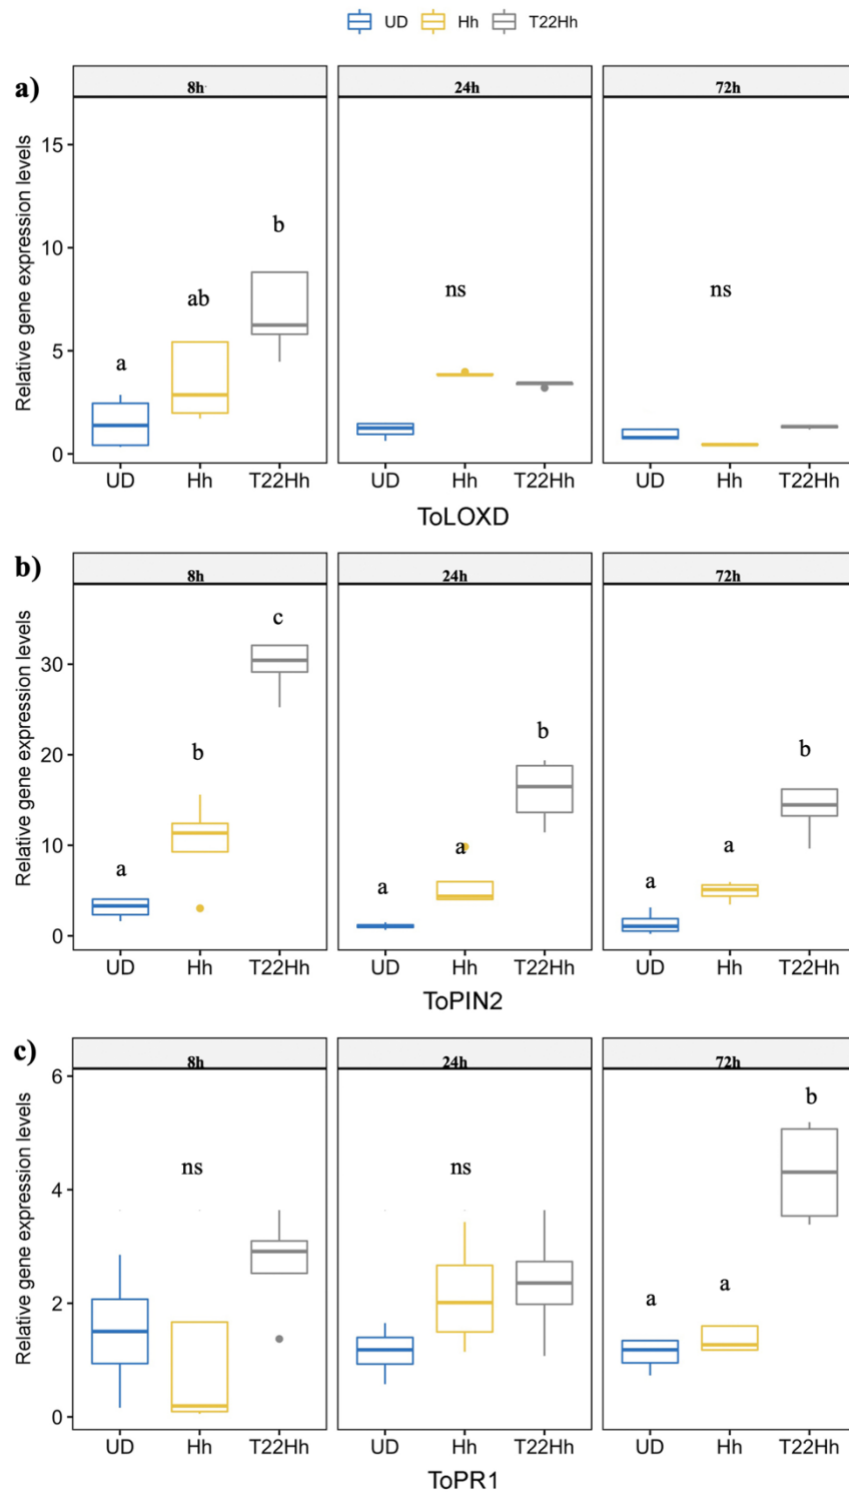 UD Hh T22Hh
a)
8h 24h 72h
Relative gene expression levels
15
10
5
0
a ab b
ns
ns
UD Hh T22Hh UD Hh T22Hh UD Hh T22Hh
ToLOXD
b)
8h 24h 72h
Relative gene expression levels
30
20
10
0
a b c
a a b
a a b
UD Hh T22Hh UD Hh T22Hh UD Hh T22Hh
ToPIN2
c)
8h 24h 72h
Relative gene expression levels
6
4
2
0
ns
ns
a a b
UD Hh T22Hh UD Hh T22Hh UD Hh T22Hh
ToPR1